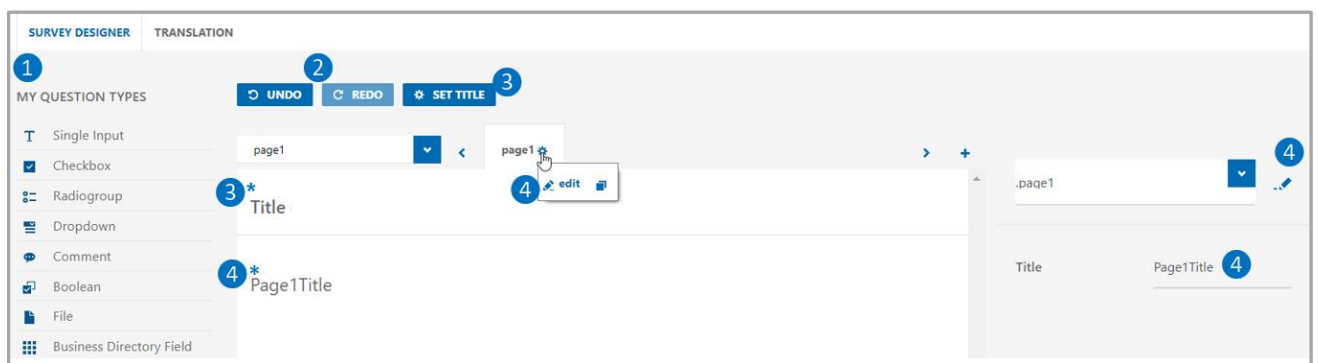 SURVEY DESIGNER TRANSLATION
1
2
3
MY QUESTION TYPES
UNDO REDO SET TITLE
Single Input
Checkbox
Radiogroup
Dropdown
Comment
Boolean
File
Business Directory Field
page1
page1
4 edit
3 *
Title
4 *
Page1Title
4
.page1
Title Page1Title 4